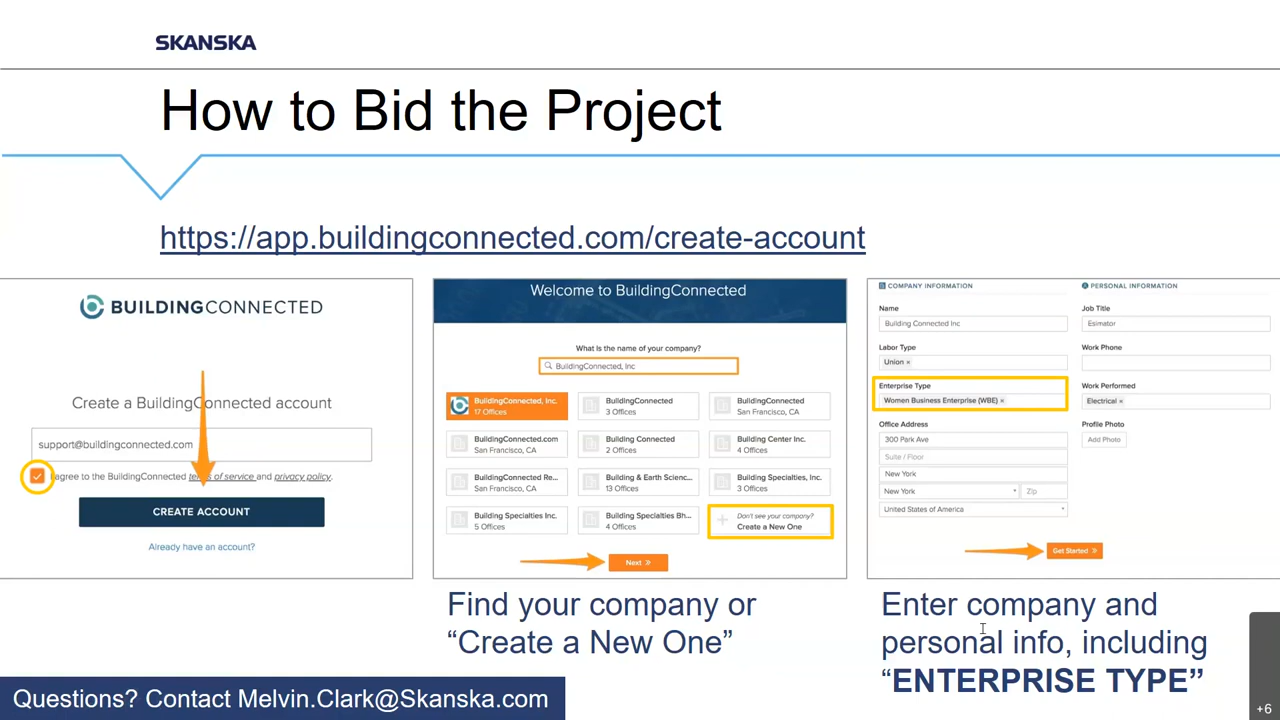 SKANSKA
How to Bid the Project
https://app.buildingconnected.com/create-account
BUILDINGCONNECTED
Create a BuildingConnected account
support@buildingconnected.com
I agree to the BuildingConnected terms of service and privacy policy.
CREATE ACCOUNT
Already have an account?
Welcome to BuildingConnected
What is the name of your company?
BuildingConnected, Inc
BuildingConnected, Inc.
17 Offices
BuildingConnected
3 Offices
BuildingConnected
San Francisco, CA
BuildingConnected.com
San Francisco, CA
Building Connected
2 Offices
Building Center Inc.
4 Offices
BuildingConnected Re...
San Francisco, CA
Building & Earth Scienc...
13 Offices
Building Specialties, Inc.
3 Offices
Building Specialties Inc.
5 Offices
Building Specialties Bh...
4 Offices
Don't see your company?
Create a New One
Next »
Find your company or
“Create a New One”
COMPANY INFORMATION
Name
Building Connected Inc
Labor Type
Union ×
Enterprise Type
Women Business Enterprise (WBE) ×
Office Address
300 Park Ave
Suite / Floor
New York
New York
Zip
United States of America
PERSONAL INFORMATION
Job Title
Esimator
Work Phone
Work Performed
Electrical ×
Profile Photo
Add Photo
Get Started »
Enter company and
personal info, including
“ENTERPRISE TYPE”
Questions? Contact Melvin.Clark@Skanska.com
+6